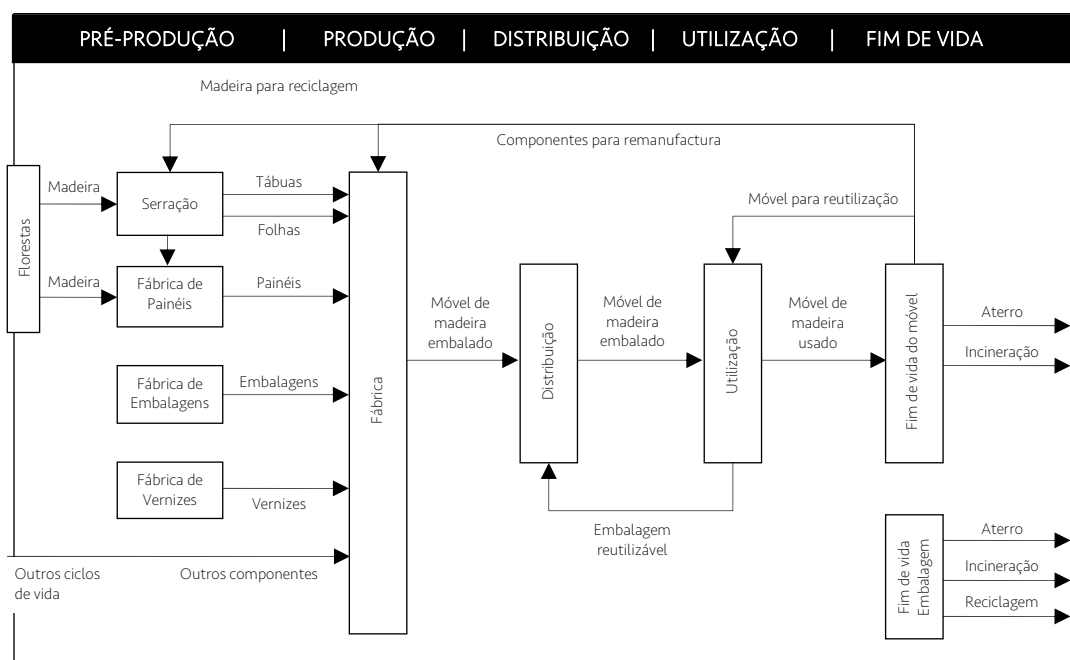 PRÉ-PRODUÇÃO | PRODUÇÃO | DISTRIBUIÇÃO | UTILIZAÇÃO | FIM DE VIDA
Madeira para reciclagem
Componentes para remanufactura
Móvel para reutilização
Florestas
Madeira
Madeira
Serração
Tábuas
Folhas
Fábrica de
Painéis
Painéis
Fábrica de
Embalagens
Embalagens
Fábrica de
Vernizes
Vernizes
Outros ciclos
de vida
Outros componentes
Fábrica
Móvel de
madeira
embalado
Distribuição
Móvel de
madeira
embalado
Utilização
Móvel de
madeira
usado
Fim de vida do móvel
Aterro
Incineração
Embalagem
reutilizável
Fim de vida
Embalagem
Aterro
Incineração
Reciclagem